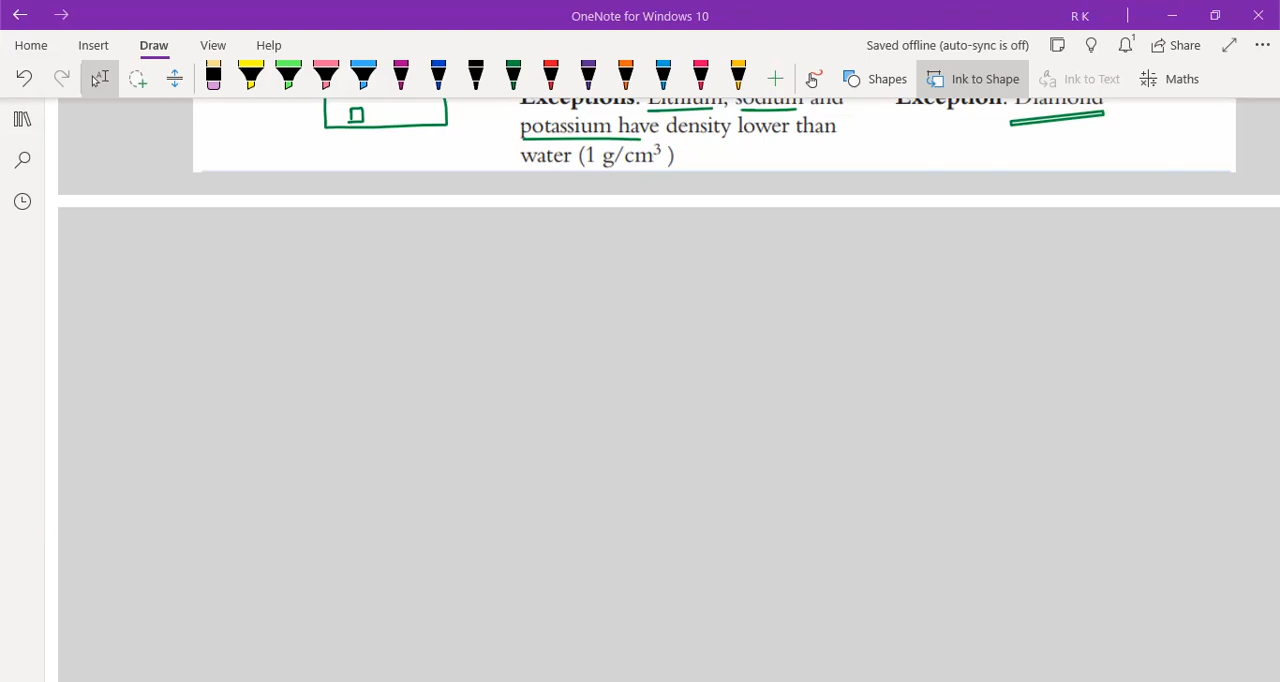 OneNote for Windows 10
R K
Home Insert Draw View Help
Saved offline (auto-sync is off)
1
Share
Shapes
Ink to Shape
Ink to Text
Maths
Exceptions: Lithium, sodium and
potassium have density lower than
water (1 g/cm³ )
Exception: Diamond